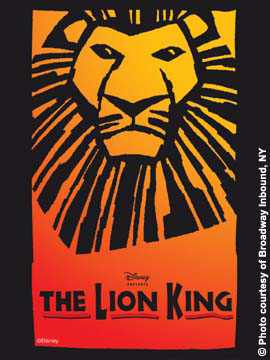 Disney
PRESENTS
THE LION KING
©Disney
© Photo courtesy of Broadway Inbound, NY